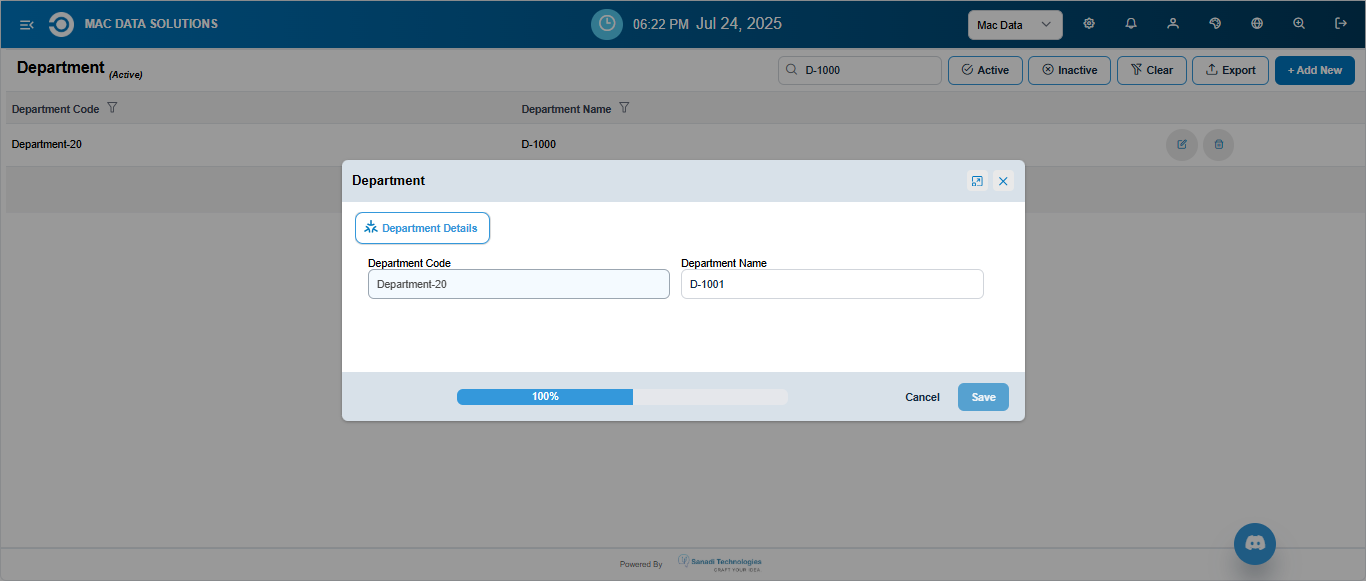 MAC DATA SOLUTIONS
06:22 PM Jul 24, 2025
Mac Data
Department (Active)
D-1000
Active
Inactive
Clear
Export
+ Add New
Department Code
Department Name
Department-20
D-1000
Department
Department Details
Department Code
Department Name
Department-20
D-1001
100%
Cancel
Save
Powered By
Sanadi Technologies
CRAFT YOUR IDEA